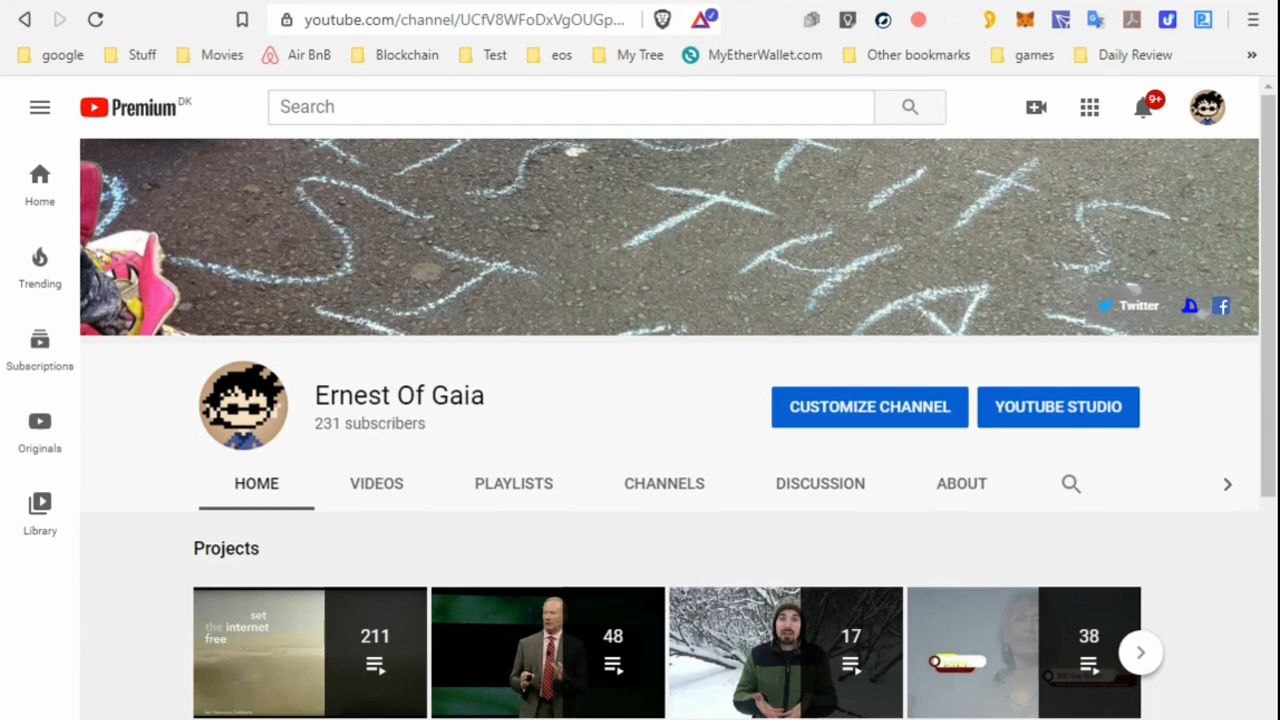 youtube.com/channel/UCfV8WFoDxVgOUGp...
google Stuff Movies Air BnB Blockchain Test eos My Tree MyEtherWallet.com Other bookmarks games Daily Review »
Premium DK
Search
9+
Home
Trending
Subscriptions
Originals
Library
Twitter
Ernest Of Gaia
231 subscribers
CUSTOMIZE CHANNEL
YOUTUBE STUDIO
HOME VIDEOS PLAYLISTS CHANNELS DISCUSSION ABOUT
Projects
set
the internet
free
211
48
17
38